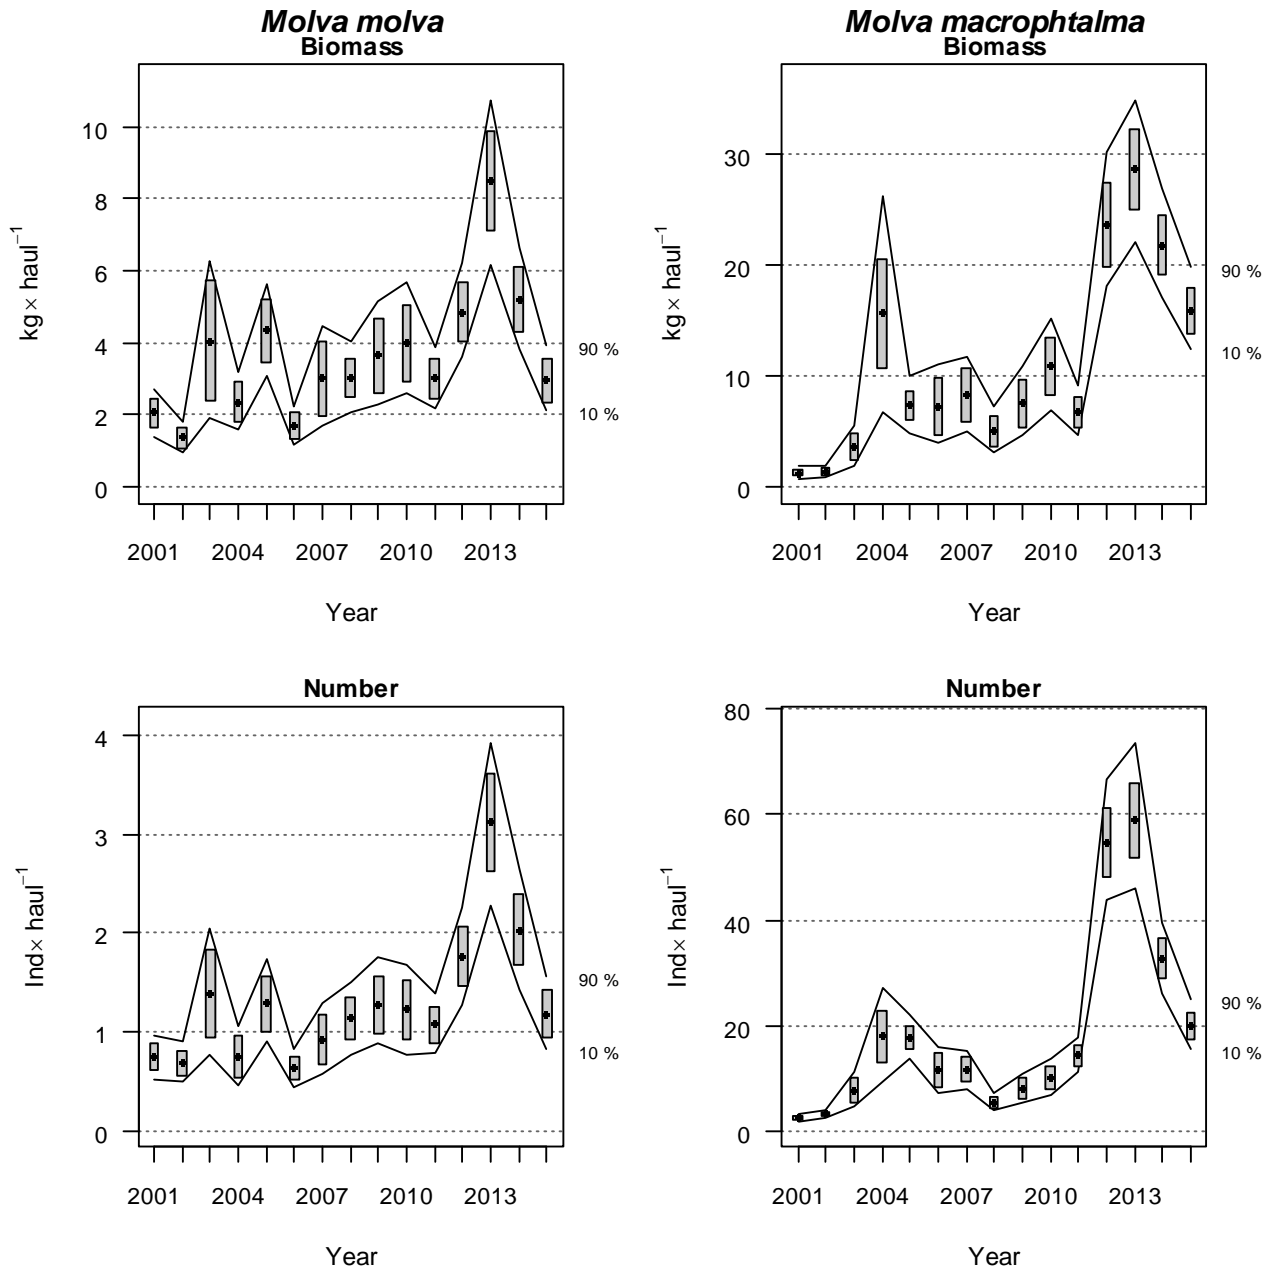 Molva molva
Biomass
kg× haul⁻¹
10
8
6
4
2
0
90 %
10 %
2001 2004 2007 2010 2013
Year
Molva macrophtalma
Biomass
kg× haul⁻¹
30
20
10
0
90 %
10 %
2001 2004 2007 2010 2013
Year
Number
Ind× haul⁻¹
4
3
2
1
0
90 %
10 %
2001 2004 2007 2010 2013
Year
Number
Ind× haul⁻¹
80
60
40
20
0
90 %
10 %
2001 2004 2007 2010 2013
Year